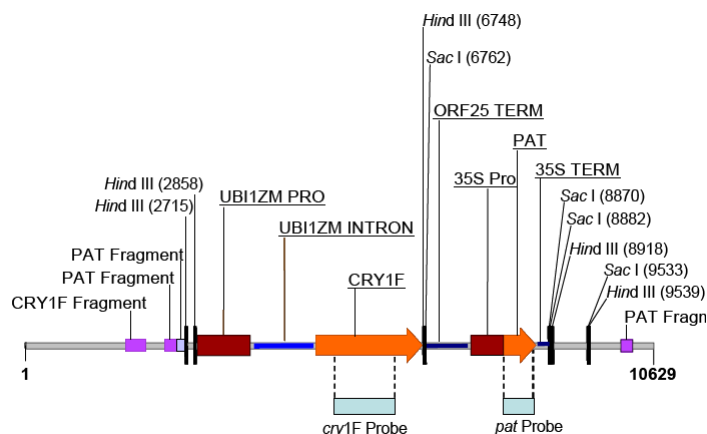 Hind III (6748)
Sac I (6762)
ORF25 TERM
PAT
35S Pro
35S TERM
Hind III (2858)
Hind III (2715)
UBI1ZM PRO
UBI1ZM INTRON
Sac I (8870)
Sac I (8882)
Hind III (8918)
Sac I (9533)
Hind III (9539)
PAT Fragment
PAT Fragment
CRY1F Fragment
CRY1F
PAT Fragm
1
10629
cry1F Probe
pat Probe